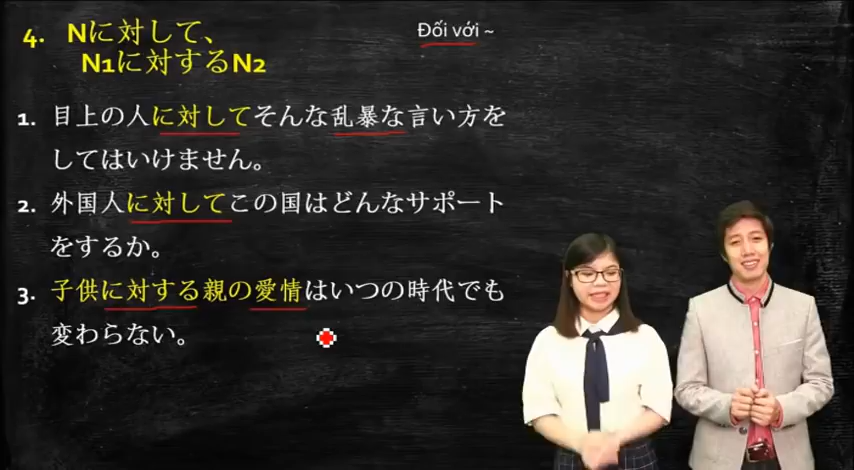 4. Nに対して、
Đối với ~
N1に対するN2
1. 目上の人に対してそんな乱暴な言い方を
してはいけません。
2. 外国人に対してこの国はどんなサポート
をするか。
3. 子供に対する親の愛情はいつの時代でも
変わらない。